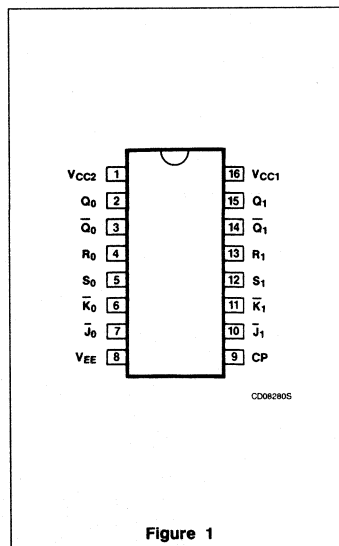 VCC2 1 16 VCC1
Q0 2 15 Q1
Q̅0 3 14 Q̅1
R0 4 13 R1
S0 5 12 S1
K̅0 6 11 K̅1
J̅0 7 10 J̅1
VEE 8 9 CP
CD08280S
Figure 1